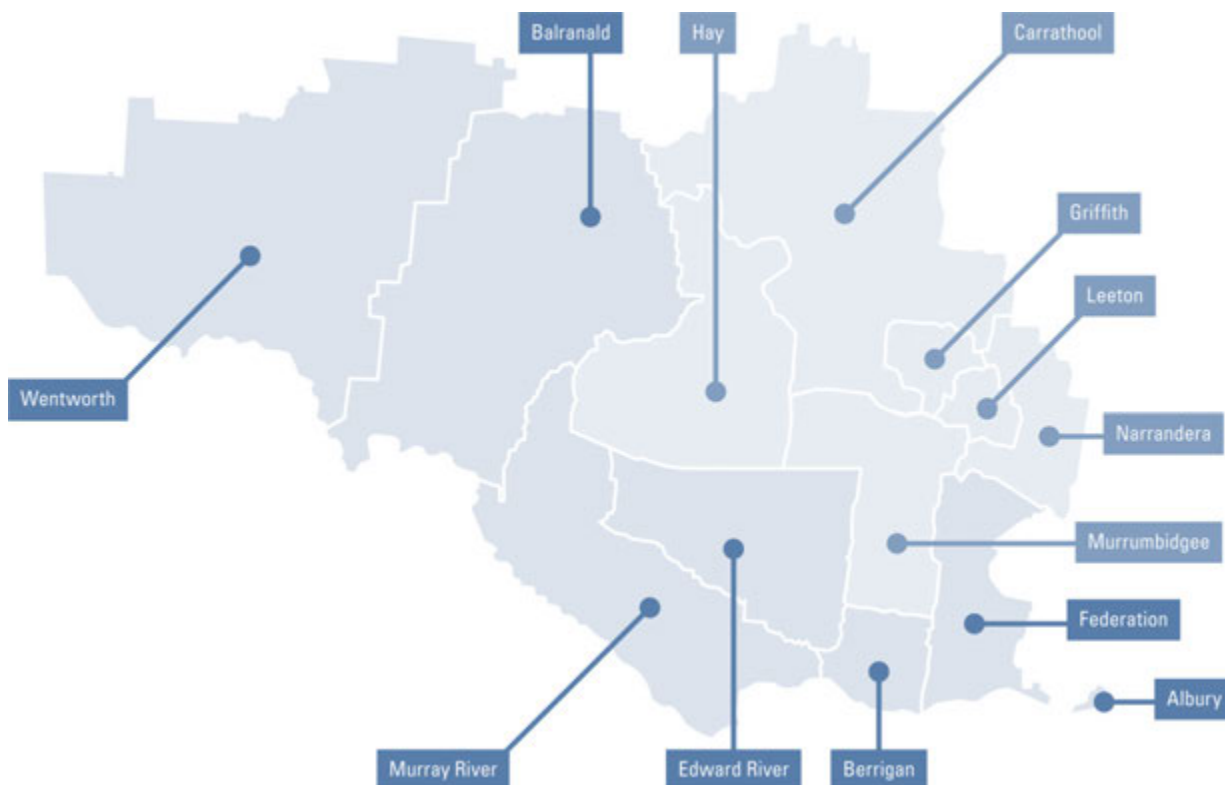 Balranald
Hay
Carrathool
Griffith
Leeton
Wentworth
Narrandera
Murrumbidgee
Federation
Albury
Murray River
Edward River
Berrigan